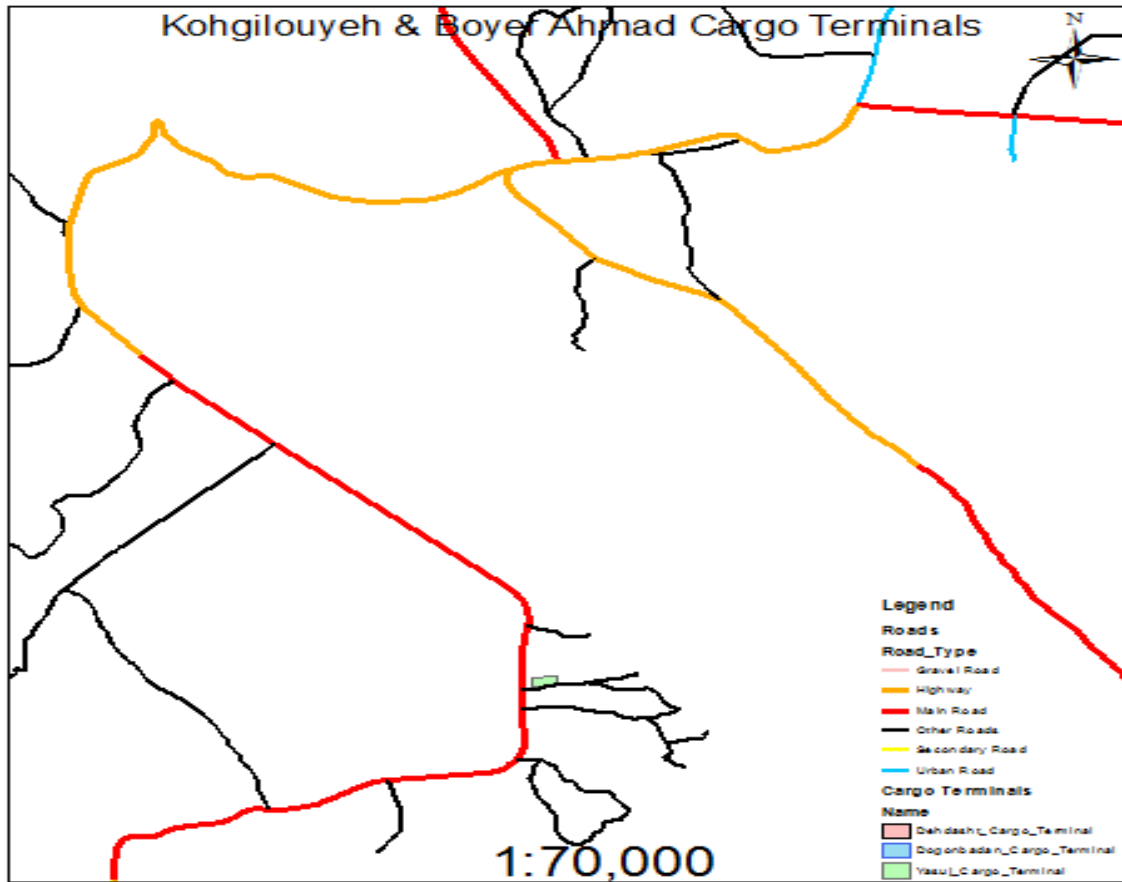 Kohgilouyeh & Boyer Ahmad Cargo Terminals
N
Legend
Roads
Road_Type
Gravel Road
Highway
Main Road
Other Roads
Secondary Road
Urban Road
Cargo Terminals
Name
Dehdasht_Cargo_Terminal
Dogonbadan_Cargo_Terminal
Yasuj_Cargo_Terminal
1:70,000